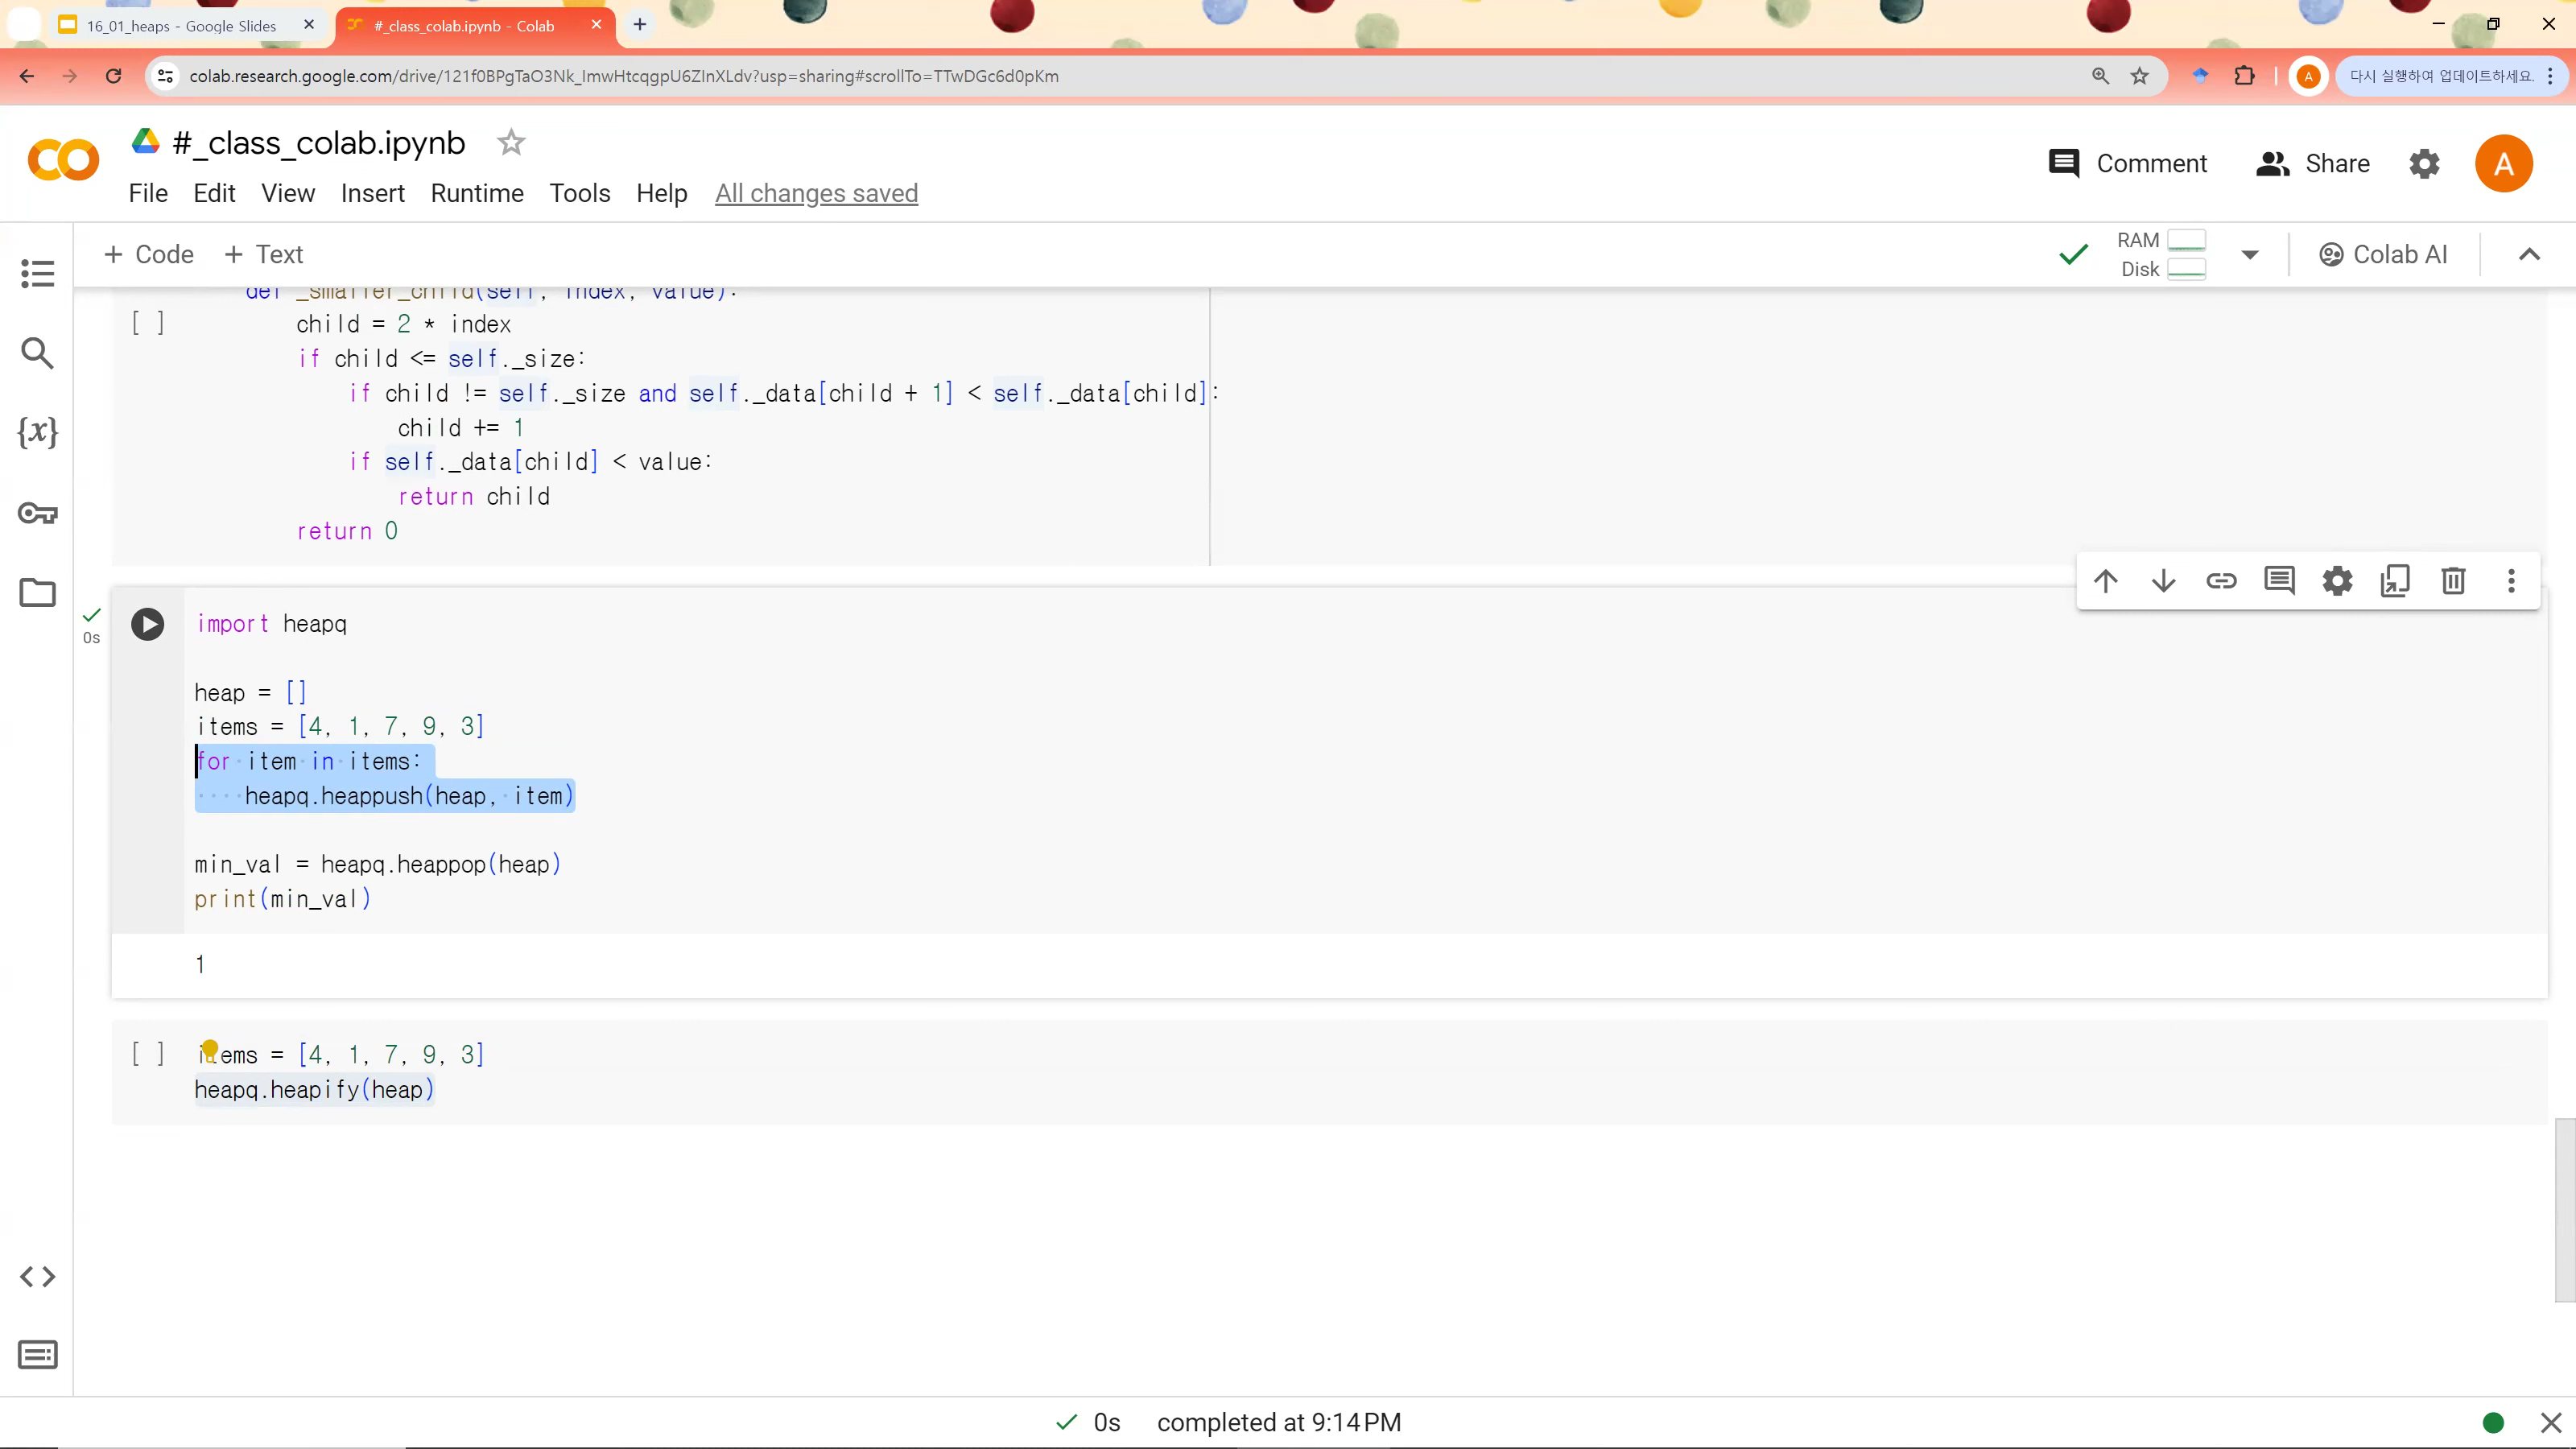 16_01_heaps - Google Slides
#_class_colab.ipynb - Colab
colab.research.google.com/drive/121f0BPgTaO3Nk_ImwHtcqgpU6ZInXLdv?usp=sharing#scrollTo=TTwDGc6d0pKm
A
다시 실행하여 업데이트하세요.
#_class_colab.ipynb
Comment
Share
A
File Edit View Insert Runtime Tools Help All changes saved
+ Code + Text
RAM
Disk
Colab AI
def _smaller_child(self, index, value):
[ ]
child = 2 * index
if child <= self._size:
if child != self._size and self._data[child + 1] < self._data[child]:
child += 1
if self._data[child] < value:
return child
return 0
0s
import heapq
heap = []
items = [4, 1, 7, 9, 3]
for item in items:
heapq.heappush(heap, item)
min_val = heapq.heappop(heap)
print(min_val)
1
[ ]
items = [4, 1, 7, 9, 3]
heapq.heapify(heap)
0s completed at 9:14 PM